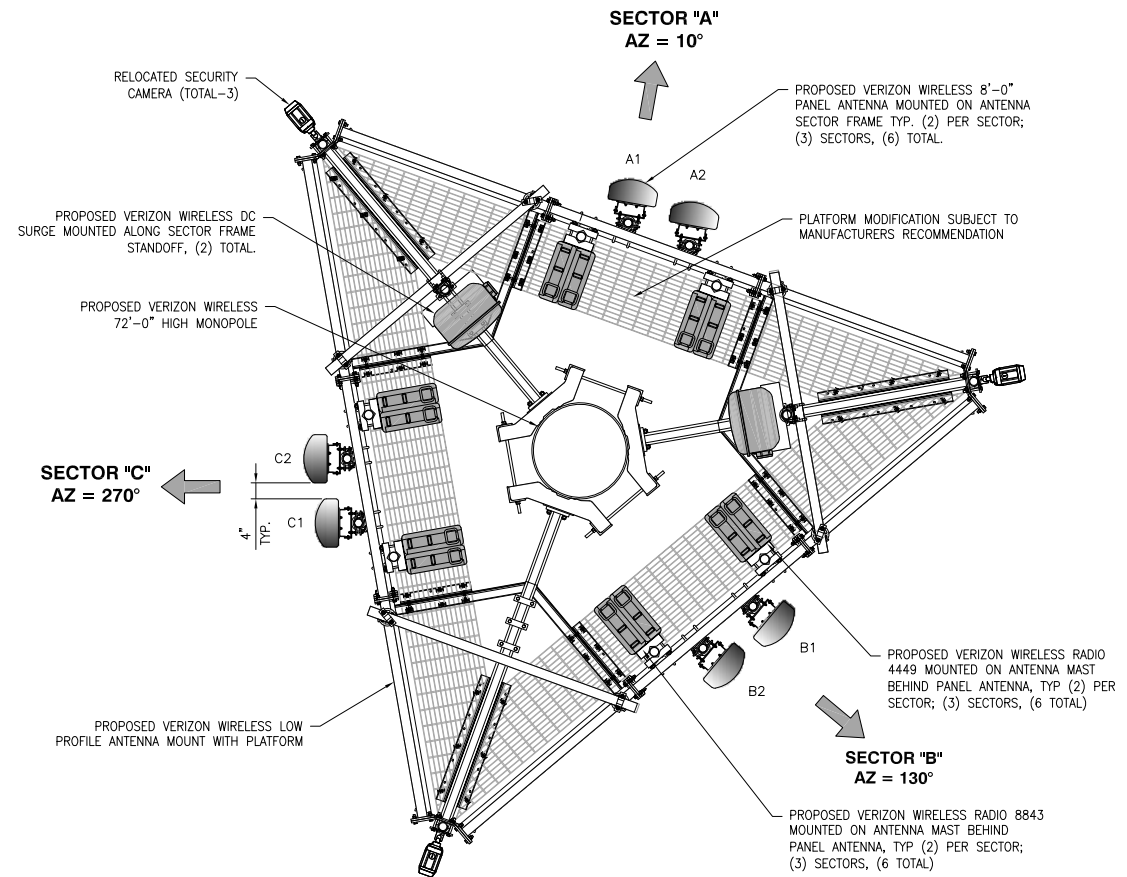 SECTOR "A"
AZ = 10°
RELOCATED SECURITY
CAMERA (TOTAL-3)
PROPOSED VERIZON WIRELESS 8'-0"
PANEL ANTENNA MOUNTED ON ANTENNA
SECTOR FRAME TYP. (2) PER SECTOR;
(3) SECTORS, (6) TOTAL.
A1
A2
PROPOSED VERIZON WIRELESS DC
SURGE MOUNTED ALONG SECTOR FRAME
STANDOFF, (2) TOTAL.
PLATFORM MODIFICATION SUBJECT TO
MANUFACTURERS RECOMMENDATION
PROPOSED VERIZON WIRELESS
72'-0" HIGH MONOPOLE
C2
SECTOR "C"
AZ = 270°
C1
4"
TYP.
B1
B2
PROPOSED VERIZON WIRELESS RADIO
4449 MOUNTED ON ANTENNA MAST
BEHIND PANEL ANTENNA, TYP (2) PER
SECTOR; (3) SECTORS, (6 TOTAL)
PROPOSED VERIZON WIRELESS LOW
PROFILE ANTENNA MOUNT WITH PLATFORM
SECTOR "B"
AZ = 130°
PROPOSED VERIZON WIRELESS RADIO 8843
MOUNTED ON ANTENNA MAST BEHIND
PANEL ANTENNA, TYP (2) PER SECTOR;
(3) SECTORS, (6 TOTAL)